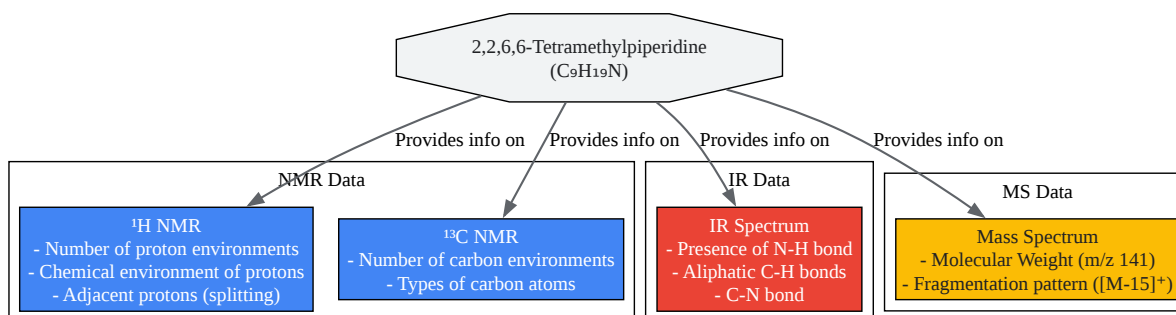 2,2,6,6-Tetramethylpiperidine
(C₉H₁₉N)
Provides info on
Provides info on
Provides info on
Provides info on
NMR Data
IR Data
MS Data
¹H NMR
- Number of proton environments
- Chemical environment of protons
- Adjacent protons (splitting)
¹³C NMR
- Number of carbon environments
- Types of carbon atoms
IR Spectrum
- Presence of N-H bond
- Aliphatic C-H bonds
- C-N bond
Mass Spectrum
- Molecular Weight (m/z 141)
- Fragmentation pattern ([M-15]⁺)